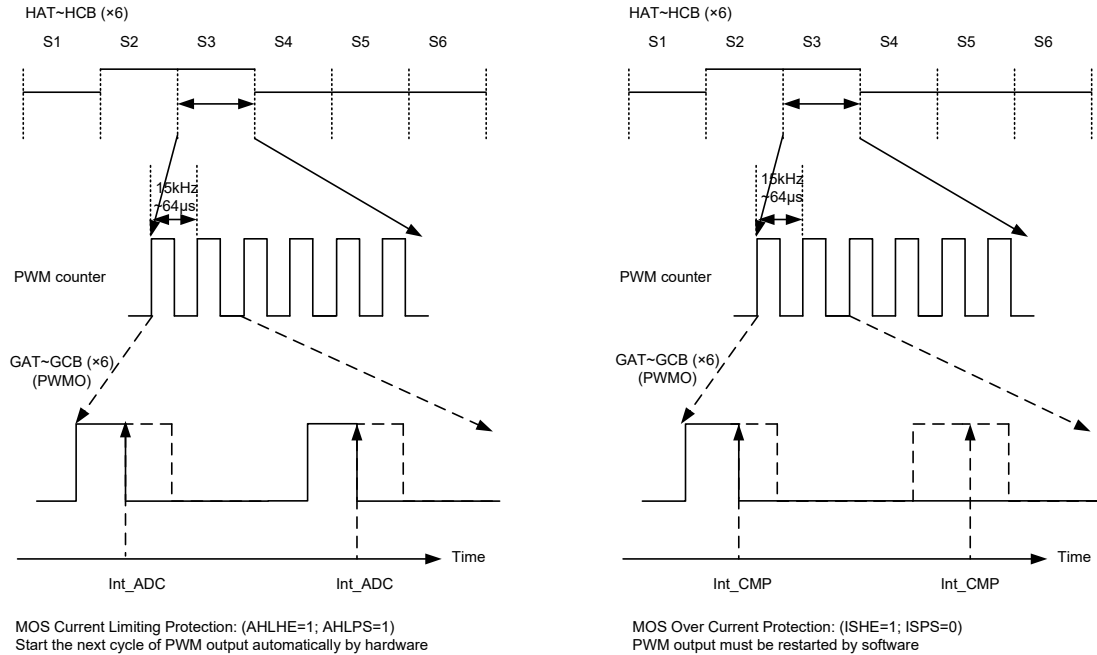 HAT~HCB (×6)
S1 S2 S3 S4 S5 S6
15kHz
~64μs
PWM counter
GAT~GCB (×6)
(PWMO)
Time
Int_ADC Int_ADC
MOS Current Limiting Protection: (AHLHE=1; AHLPS=1)
Start the next cycle of PWM output automatically by hardware
HAT~HCB (×6)
S1 S2 S3 S4 S5 S6
15kHz
~64μs
PWM counter
GAT~GCB (×6)
(PWMO)
Time
Int_CMP Int_CMP
MOS Over Current Protection: (ISHE=1; ISPS=0)
PWM output must be restarted by software